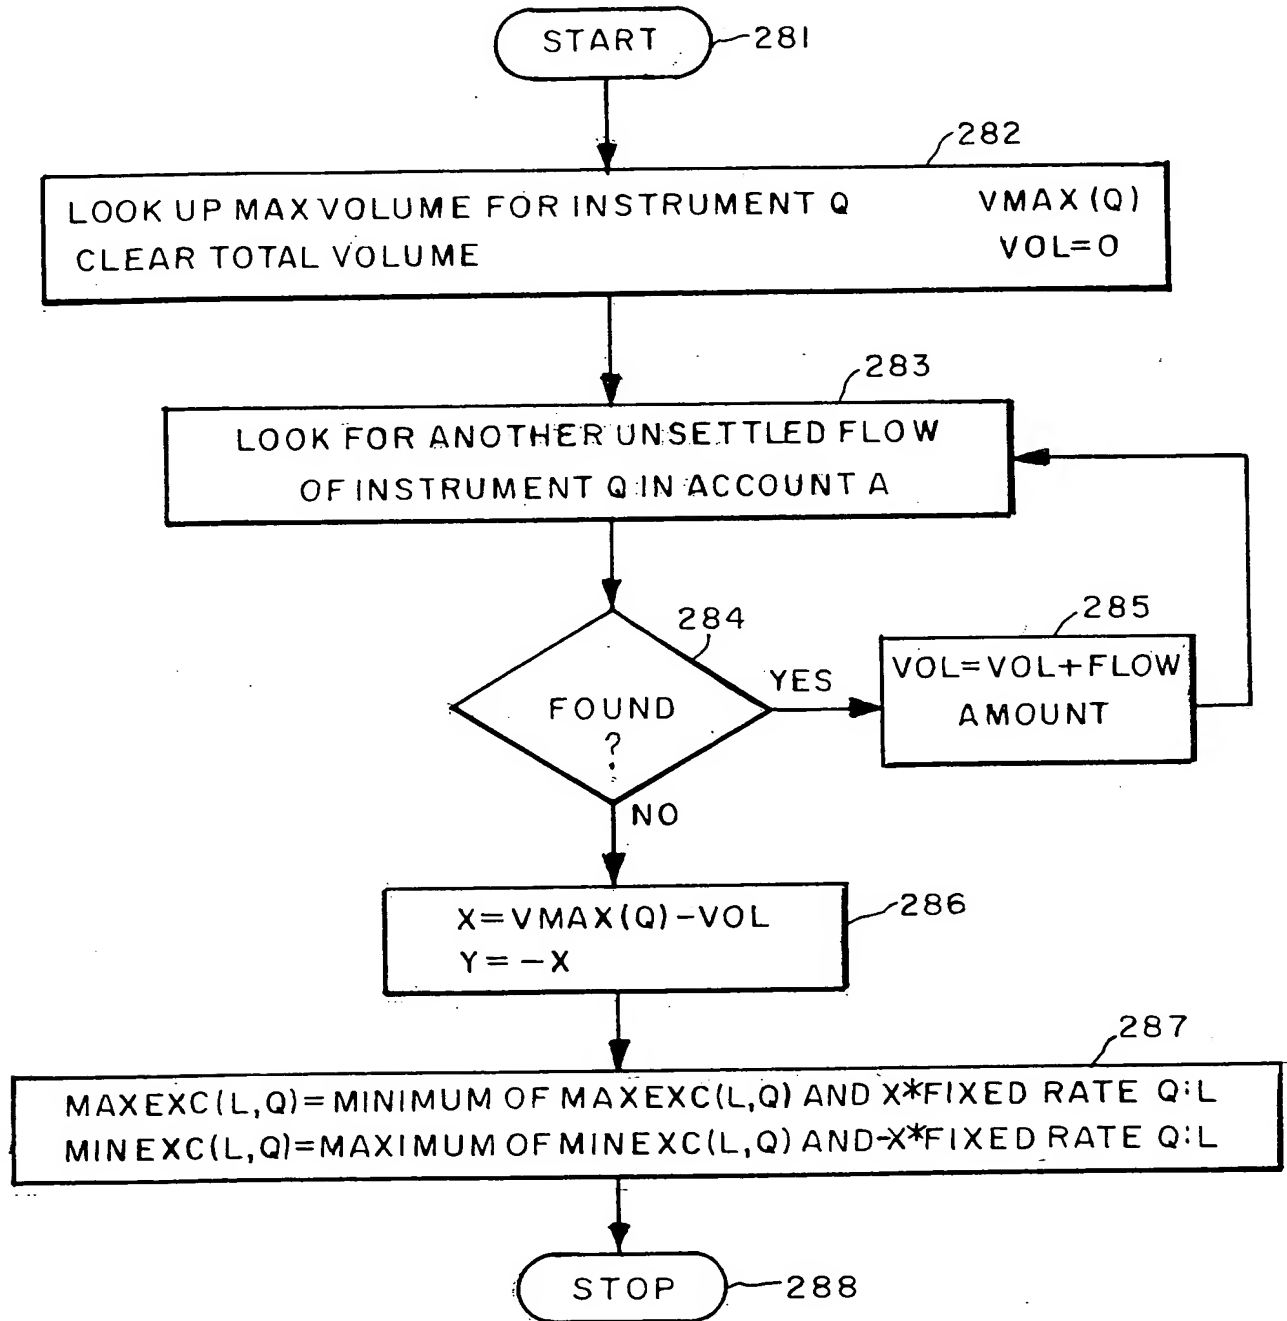 START
281
282
LOOK UP MAX VOLUME FOR INSTRUMENT Q VMAX(Q)
CLEAR TOTAL VOLUME VOL=0
283
LOOK FOR ANOTHER UNSETTLED FLOW
OF INSTRUMENT Q IN ACCOUNT A
284
285
FOUND
?
YES
VOL=VOL+FLOW
AMOUNT
NO
X=VMAX(Q)-VOL
Y=-X
286
287
MAXEXC(L,Q)=MINIMUM OF MAXEXC(L,Q) AND X*FIXED RATE Q:L
MINEXC(L,Q)=MAXIMUM OF MINEXC(L,Q) AND-X*FIXED RATE Q:L
STOP
288